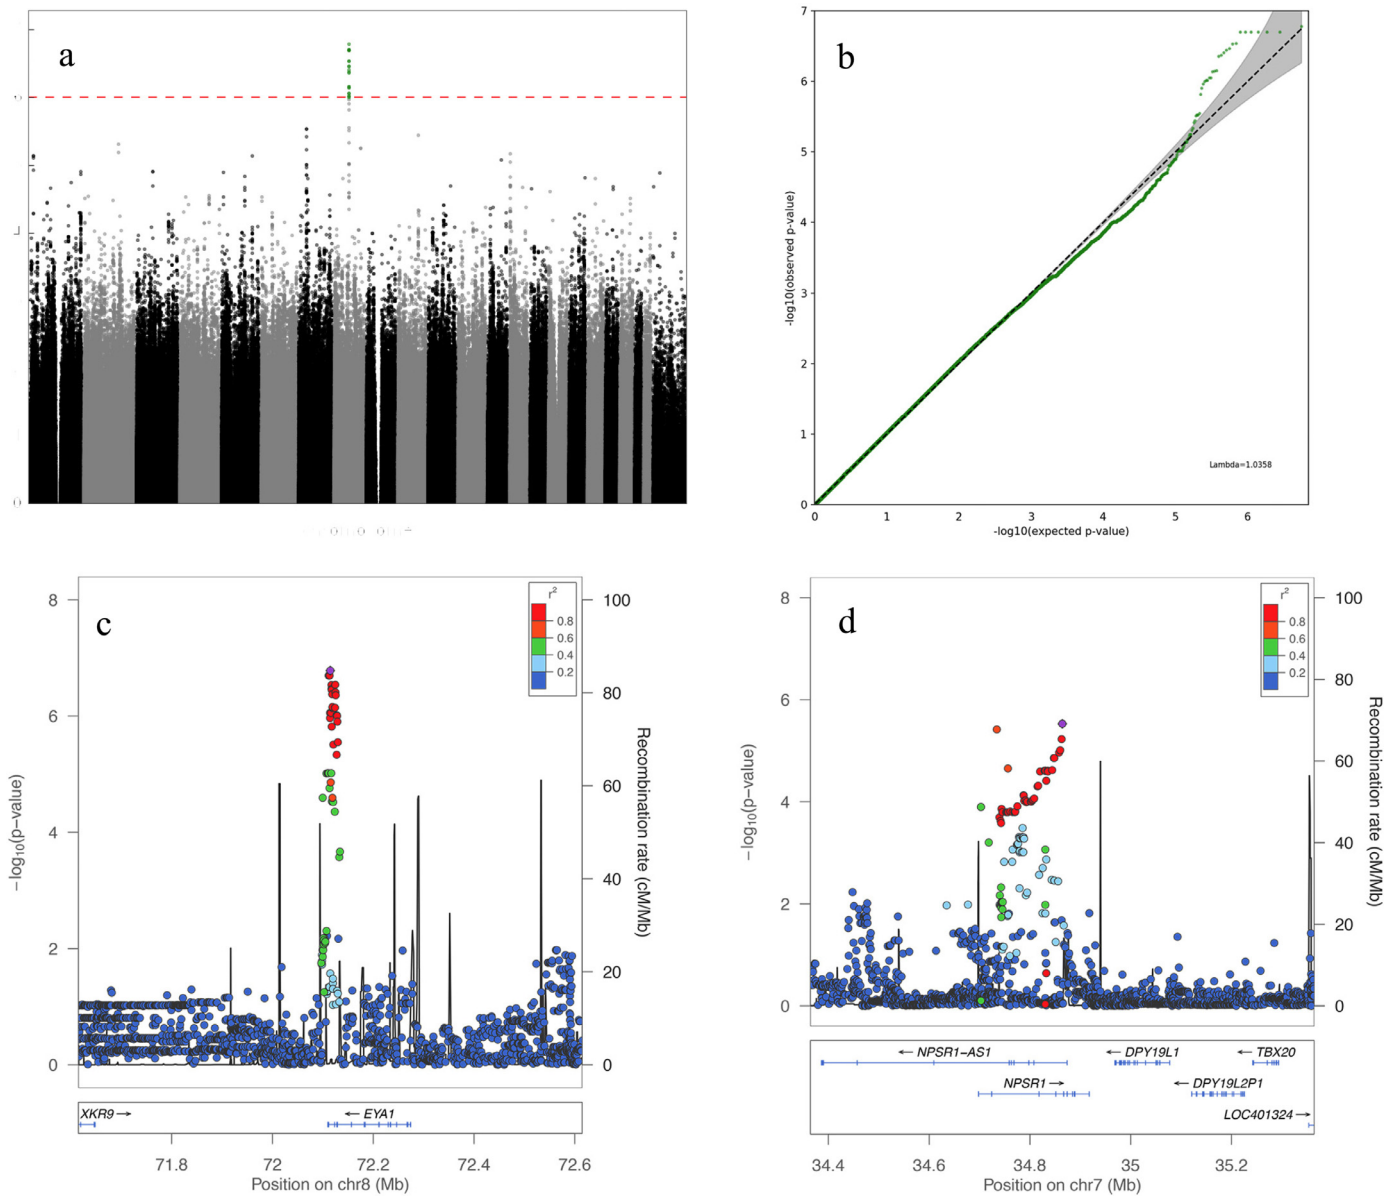 a
0
b
7
6
5
4
3
2
1
0
-log10(observed p-value)
Lambda=1.0358
0 1 2 3 4 5 6
-log10(expected p-value)
c
8
6
4
2
0
−log10(p−value)
r2
0.8
0.6
0.4
0.2
100
80
60
40
20
0
Recombination rate (cM/Mb)
XKR9
EYA1
71.8 72 72.2 72.4 72.6
Position on chr8 (Mb)
d
8
6
4
2
0
−log10(p−value)
r2
0.8
0.6
0.4
0.2
100
80
60
40
20
0
Recombination rate (cM/Mb)
NPSR1−AS1 DPY19L1 TBX20
NPSR1 DPY19L2P1
LOC401324
34.4 34.6 34.8 35 35.2
Position on chr7 (Mb)